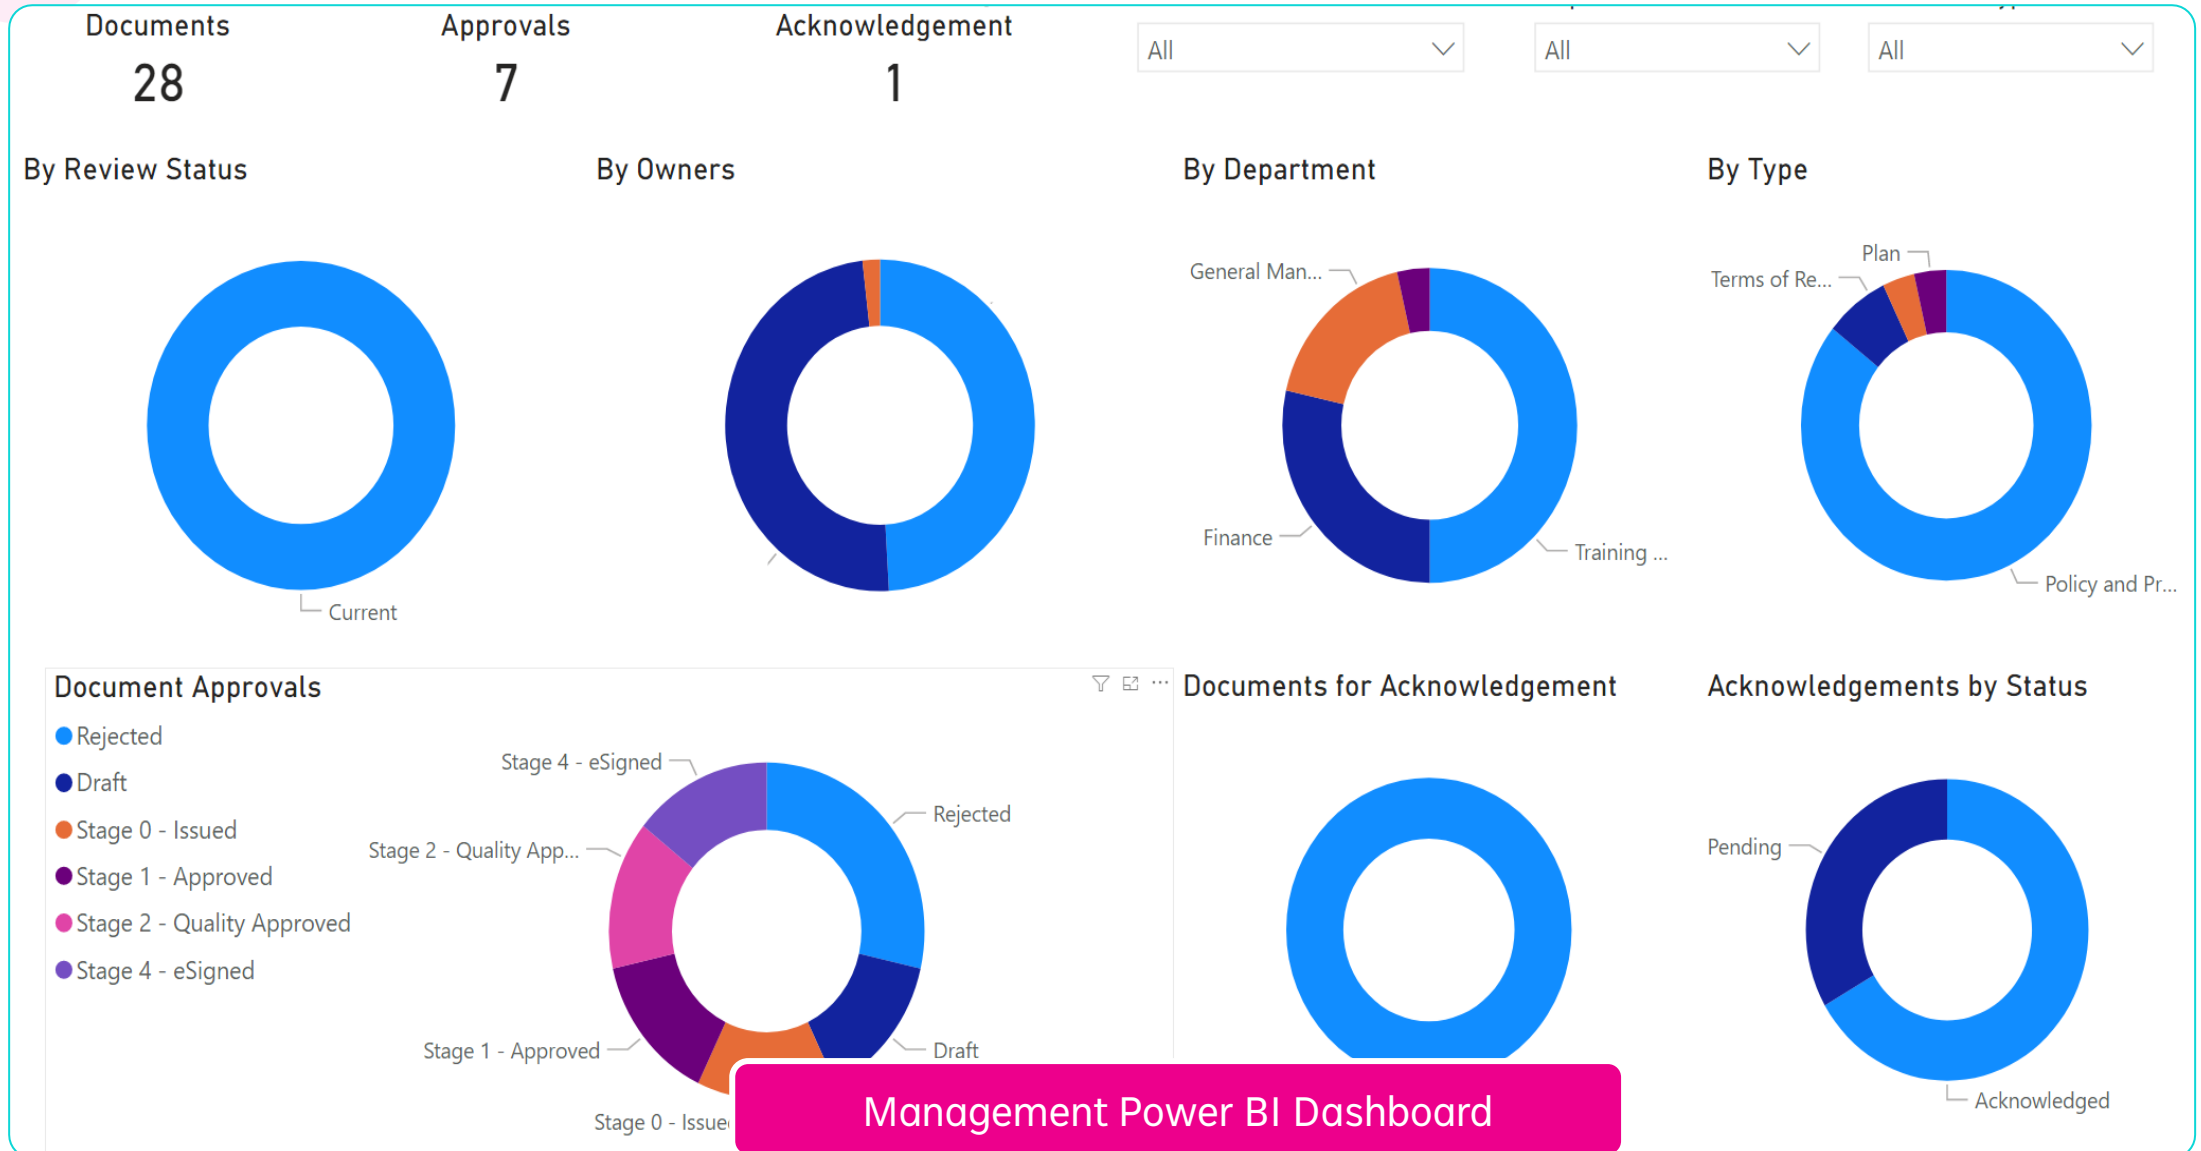 Documents
28
Approvals
7
Acknowledgement
1
All
All
All
By Review Status
Current
By Owners
By Department
General Man...
Finance
Training ...
By Type
Plan
Terms of Re...
Policy and Pr...
Document Approvals
Rejected
Draft
Stage 0 - Issued
Stage 1 - Approved
Stage 2 - Quality Approved
Stage 4 - eSigned
Stage 4 - eSigned
Rejected
Stage 2 - Quality App...
Stage 1 - Approved
Draft
Stage 0 - Issue
Documents for Acknowledgement
Acknowledgements by Status
Pending
Acknowledged
Management Power BI Dashboard